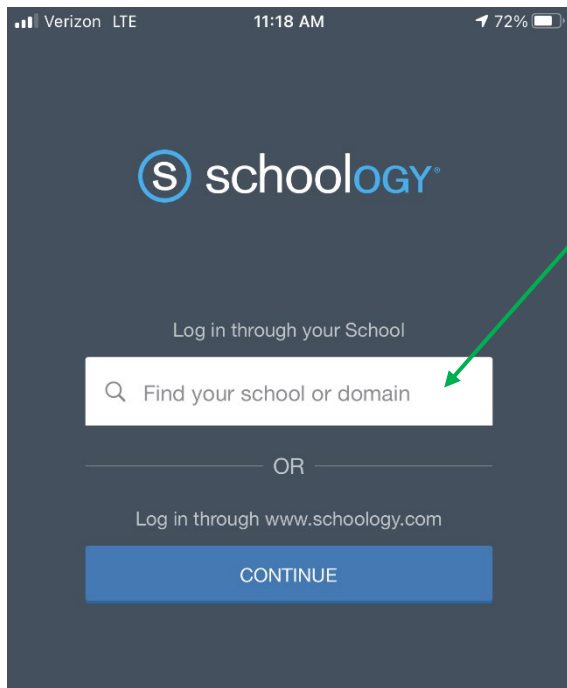 Verizon LTE 11:18 AM 72%
S schoology®
Log in through your School
Find your school or domain
OR
Log in through www.schoology.com
CONTINUE